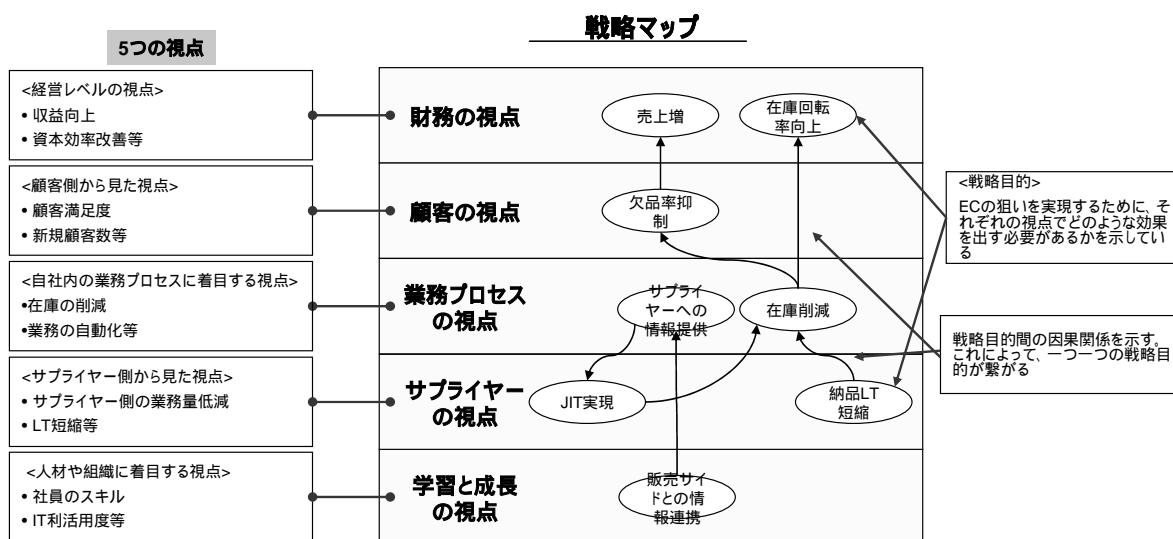 戦略マップ
5つの視点
<経営レベルの視点>
• 収益向上
• 資本効率改善等
<顧客側から見た視点>
• 顧客満足度
• 新規顧客数等
<自社内の業務プロセスに着目する視点>
•在庫の削減
•業務の自動化等
<サプライヤー側から見た視点>
• サプライヤー側の業務量低減
• LT短縮等
<人材や組織に着目する視点>
• 社員のスキル
• IT利活用度等
財務の視点
売上増
在庫回転
率向上
顧客の視点
欠品率抑
制
業務プロセス
の視点
サプライ
ヤーへの
情報提供
在庫削減
サプライヤー
の視点
JIT実現
納品LT
短縮
学習と成長
の視点
販売サイ
ドとの情
報連携
<戦略目的>
ECの狙いを実現するために、そ
れぞれの視点でどのような効果
を出す必要があるかを示してい
る
戦略目的間の因果関係を示す。
これによって、一つ一つの戦略目
的が繋がる